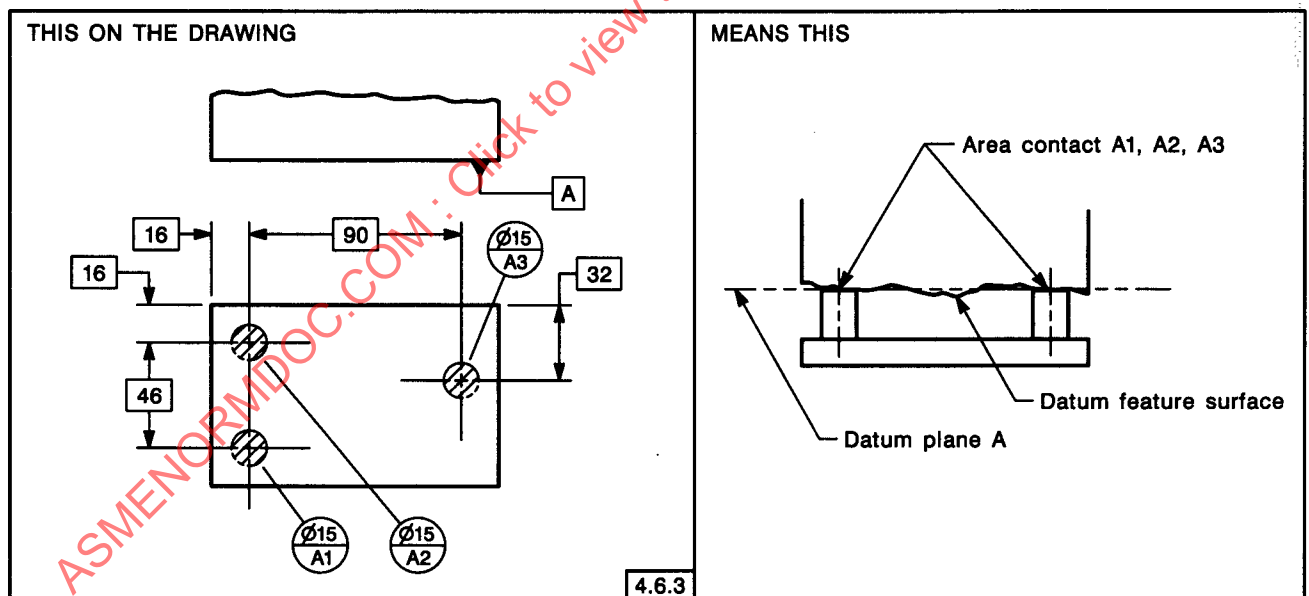 THIS ON THE DRAWING
MEANS THIS
A
16
90
Ø15
A3
16
32
46
Ø15
A1
Ø15
A2
4.6.3
Area contact A1, A2, A3
Datum feature surface
Datum plane A
ASMENORMDOC.COM : Click to view